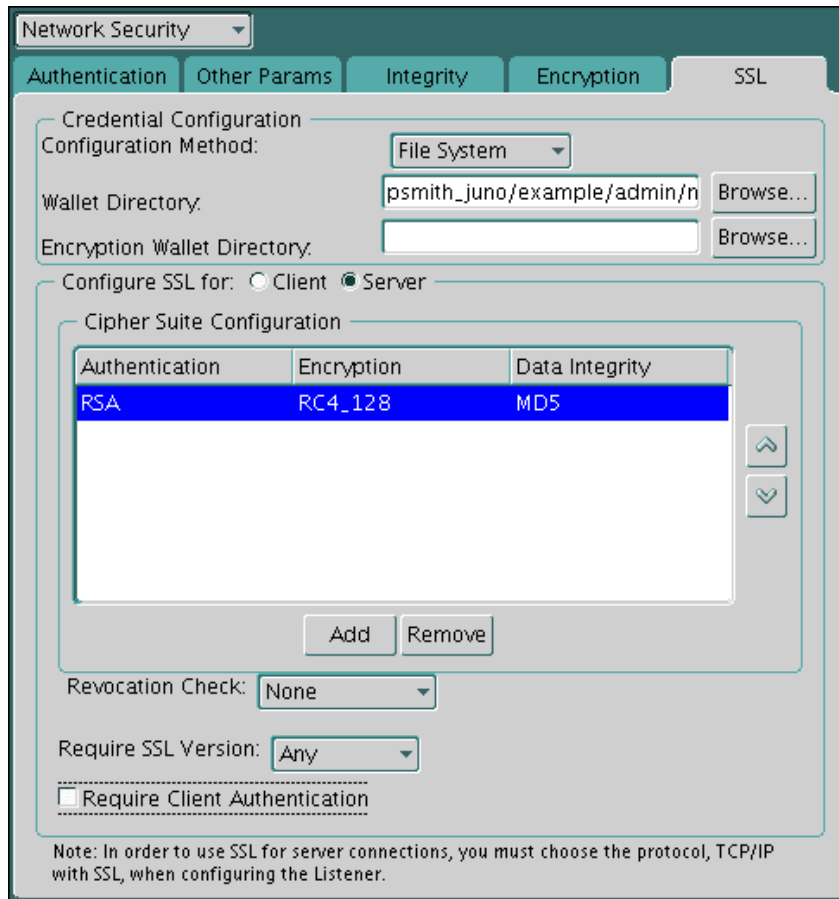 Network Security
Authentication Other Params Integrity Encryption SSL
Credential Configuration
Configuration Method: File System
Wallet Directory: psmith_juno/example/admin/n Browse...
Encryption Wallet Directory: Browse...
Configure SSL for: Client Server
Cipher Suite Configuration
Authentication Encryption Data Integrity
RSA RC4_128 MD5
Add Remove
Revocation Check: None
Require SSL Version: Any
Require Client Authentication
Note: In order to use SSL for server connections, you must choose the protocol, TCP/IP
with SSL, when configuring the Listener.